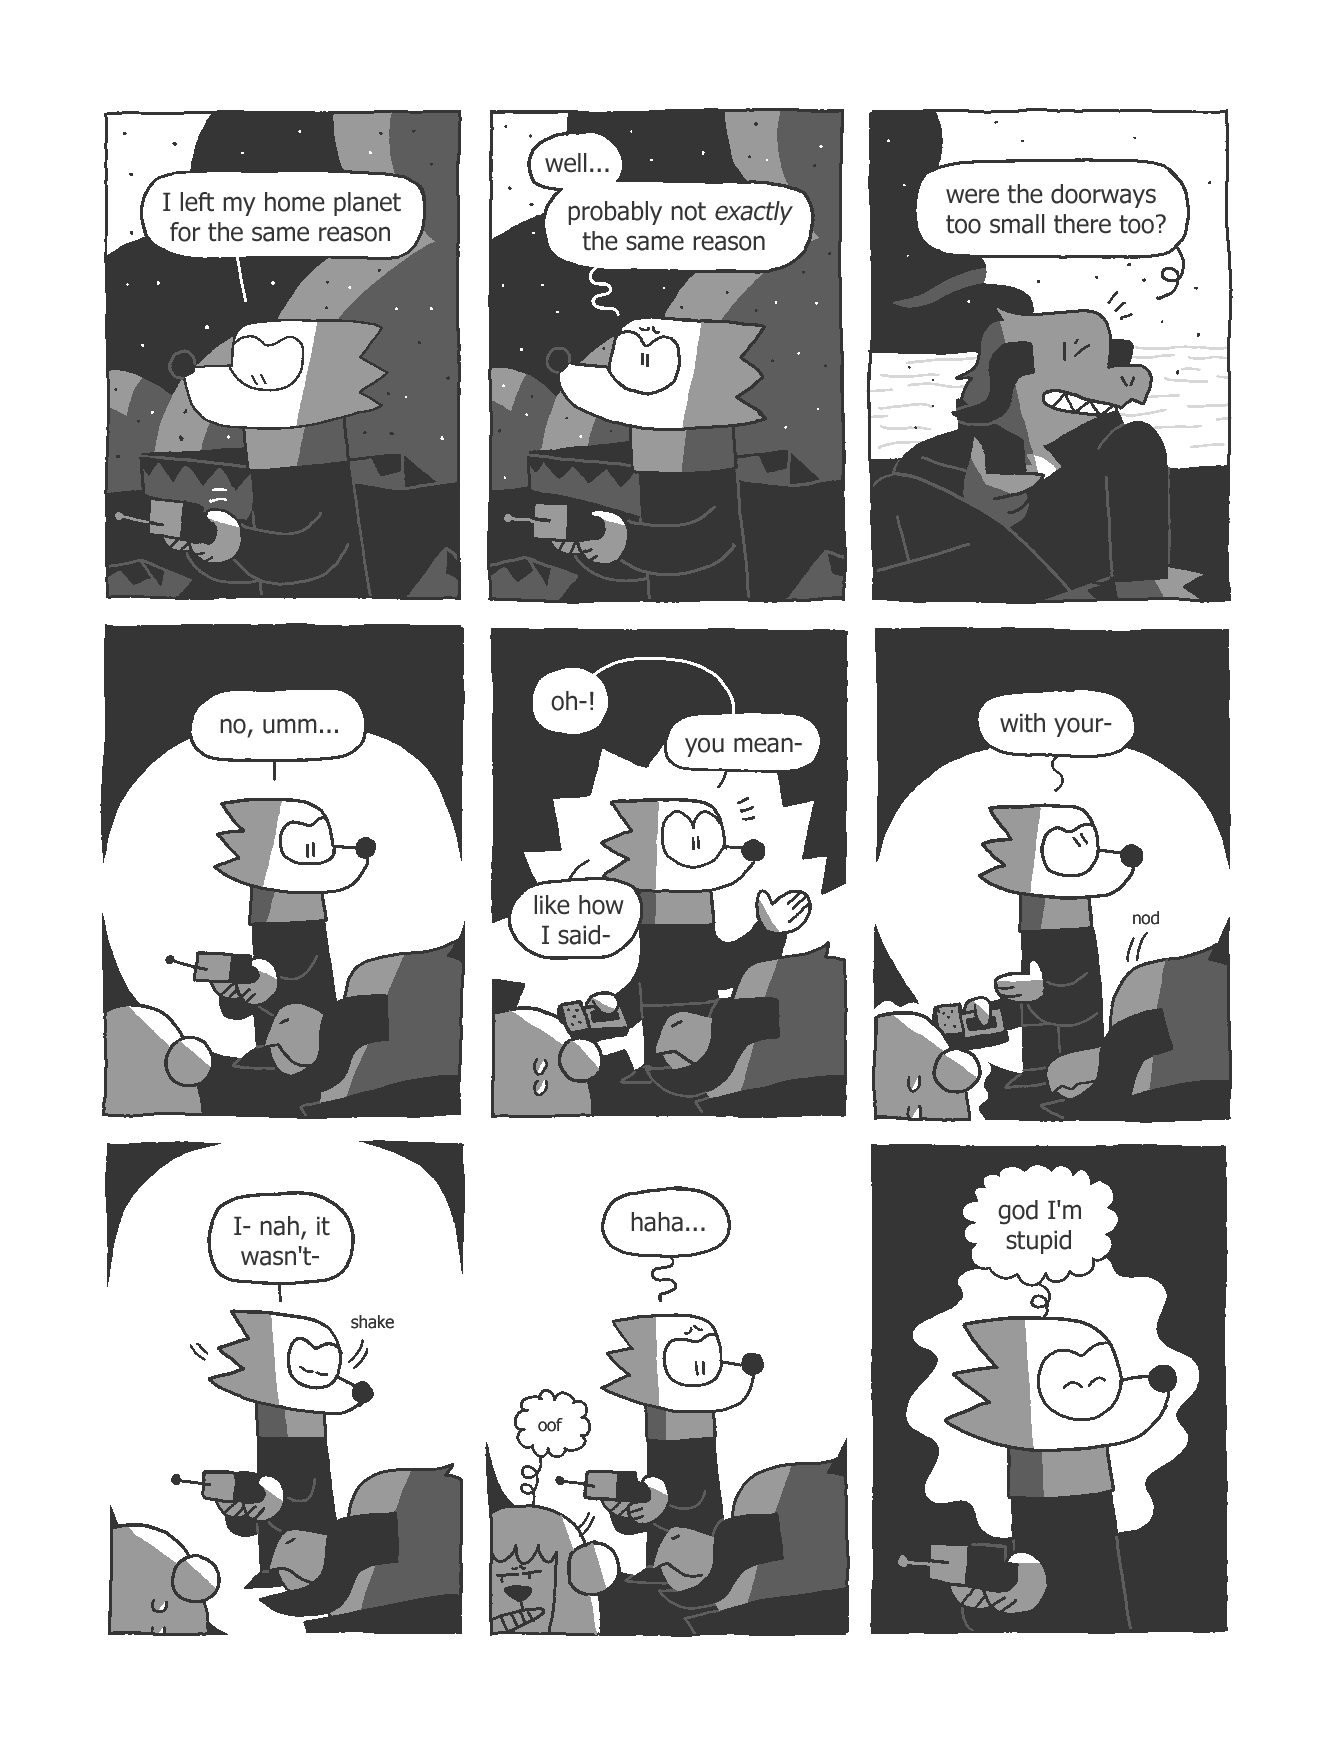 I left my home planet
for the same reason
well...
probably not exactly
the same reason
were the doorways
too small there too?
no, umm...
oh-!
you mean-
like how
I said-
with your-
nod
I- nah, it
wasn't-
shake
haha...
oof
god I'm
stupid